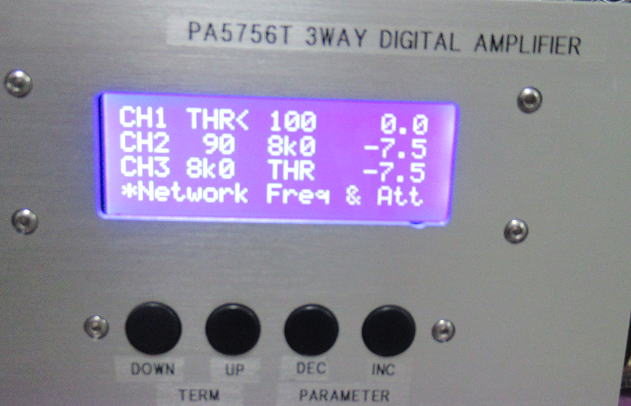 PA5756T 3WAY DIGITAL AMPLIFIER
CH1 THR< 100 0.0
CH2 90 8k0 -7.5
CH3 8k0 THR -7.5
*Network Freq & Att
DOWN UP DEC INC
TERM PARAMETER